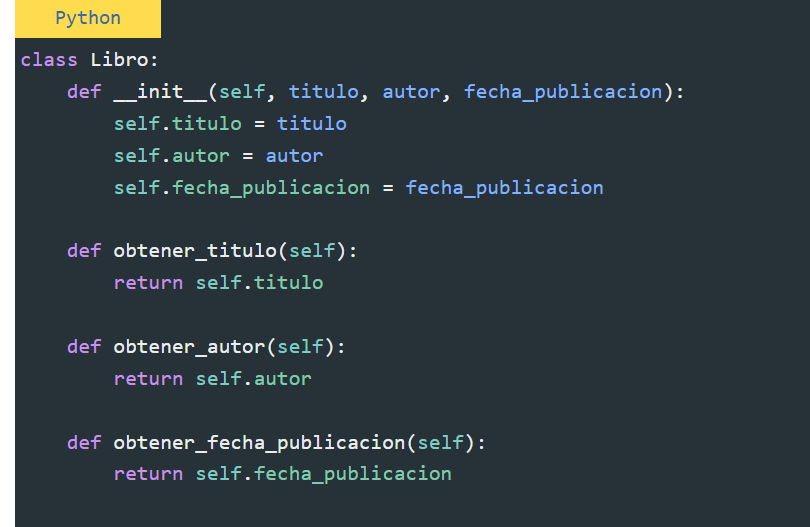 Python
class Libro:
    def __init__(self, titulo, autor, fecha_publicacion):
        self.titulo = titulo
        self.autor = autor
        self.fecha_publicacion = fecha_publicacion

    def obtener_titulo(self):
        return self.titulo

    def obtener_autor(self):
        return self.autor

    def obtener_fecha_publicacion(self):
        return self.fecha_publicacion